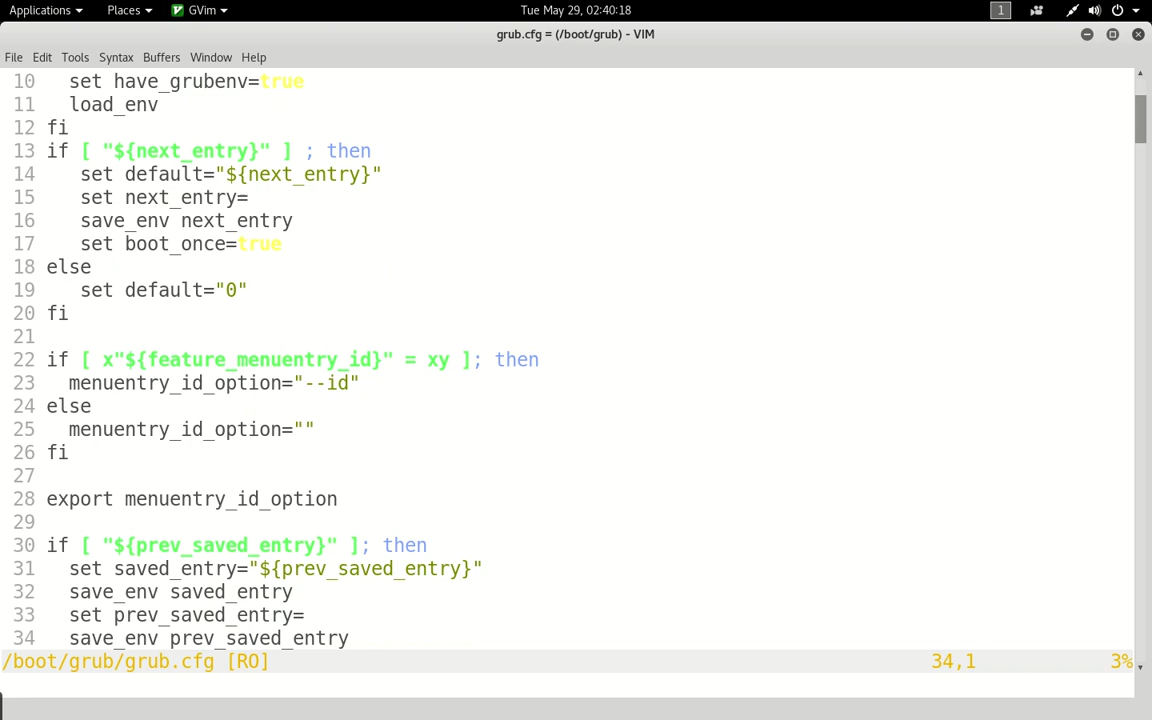 Applications Places GVim Tue May 29, 02:40:18 1
grub.cfg = (/boot/grub) - VIM
File Edit Tools Syntax Buffers Window Help
10   set have_grubenv=true
11   load_env
12 fi
13 if [ "${next_entry}" ] ; then
14    set default="${next_entry}"
15    set next_entry=
16    save_env next_entry
17    set boot_once=true
18 else
19    set default="0"
20 fi
21
22 if [ x"${feature_menuentry_id}" = xy ]; then
23   menuentry_id_option="--id"
24 else
25   menuentry_id_option=""
26 fi
27
28 export menuentry_id_option
29
30 if [ "${prev_saved_entry}" ]; then
31   set saved_entry="${prev_saved_entry}"
32   save_env saved_entry
33   set prev_saved_entry=
34   save_env prev_saved_entry
/boot/grub/grub.cfg [RO] 34,1 3%